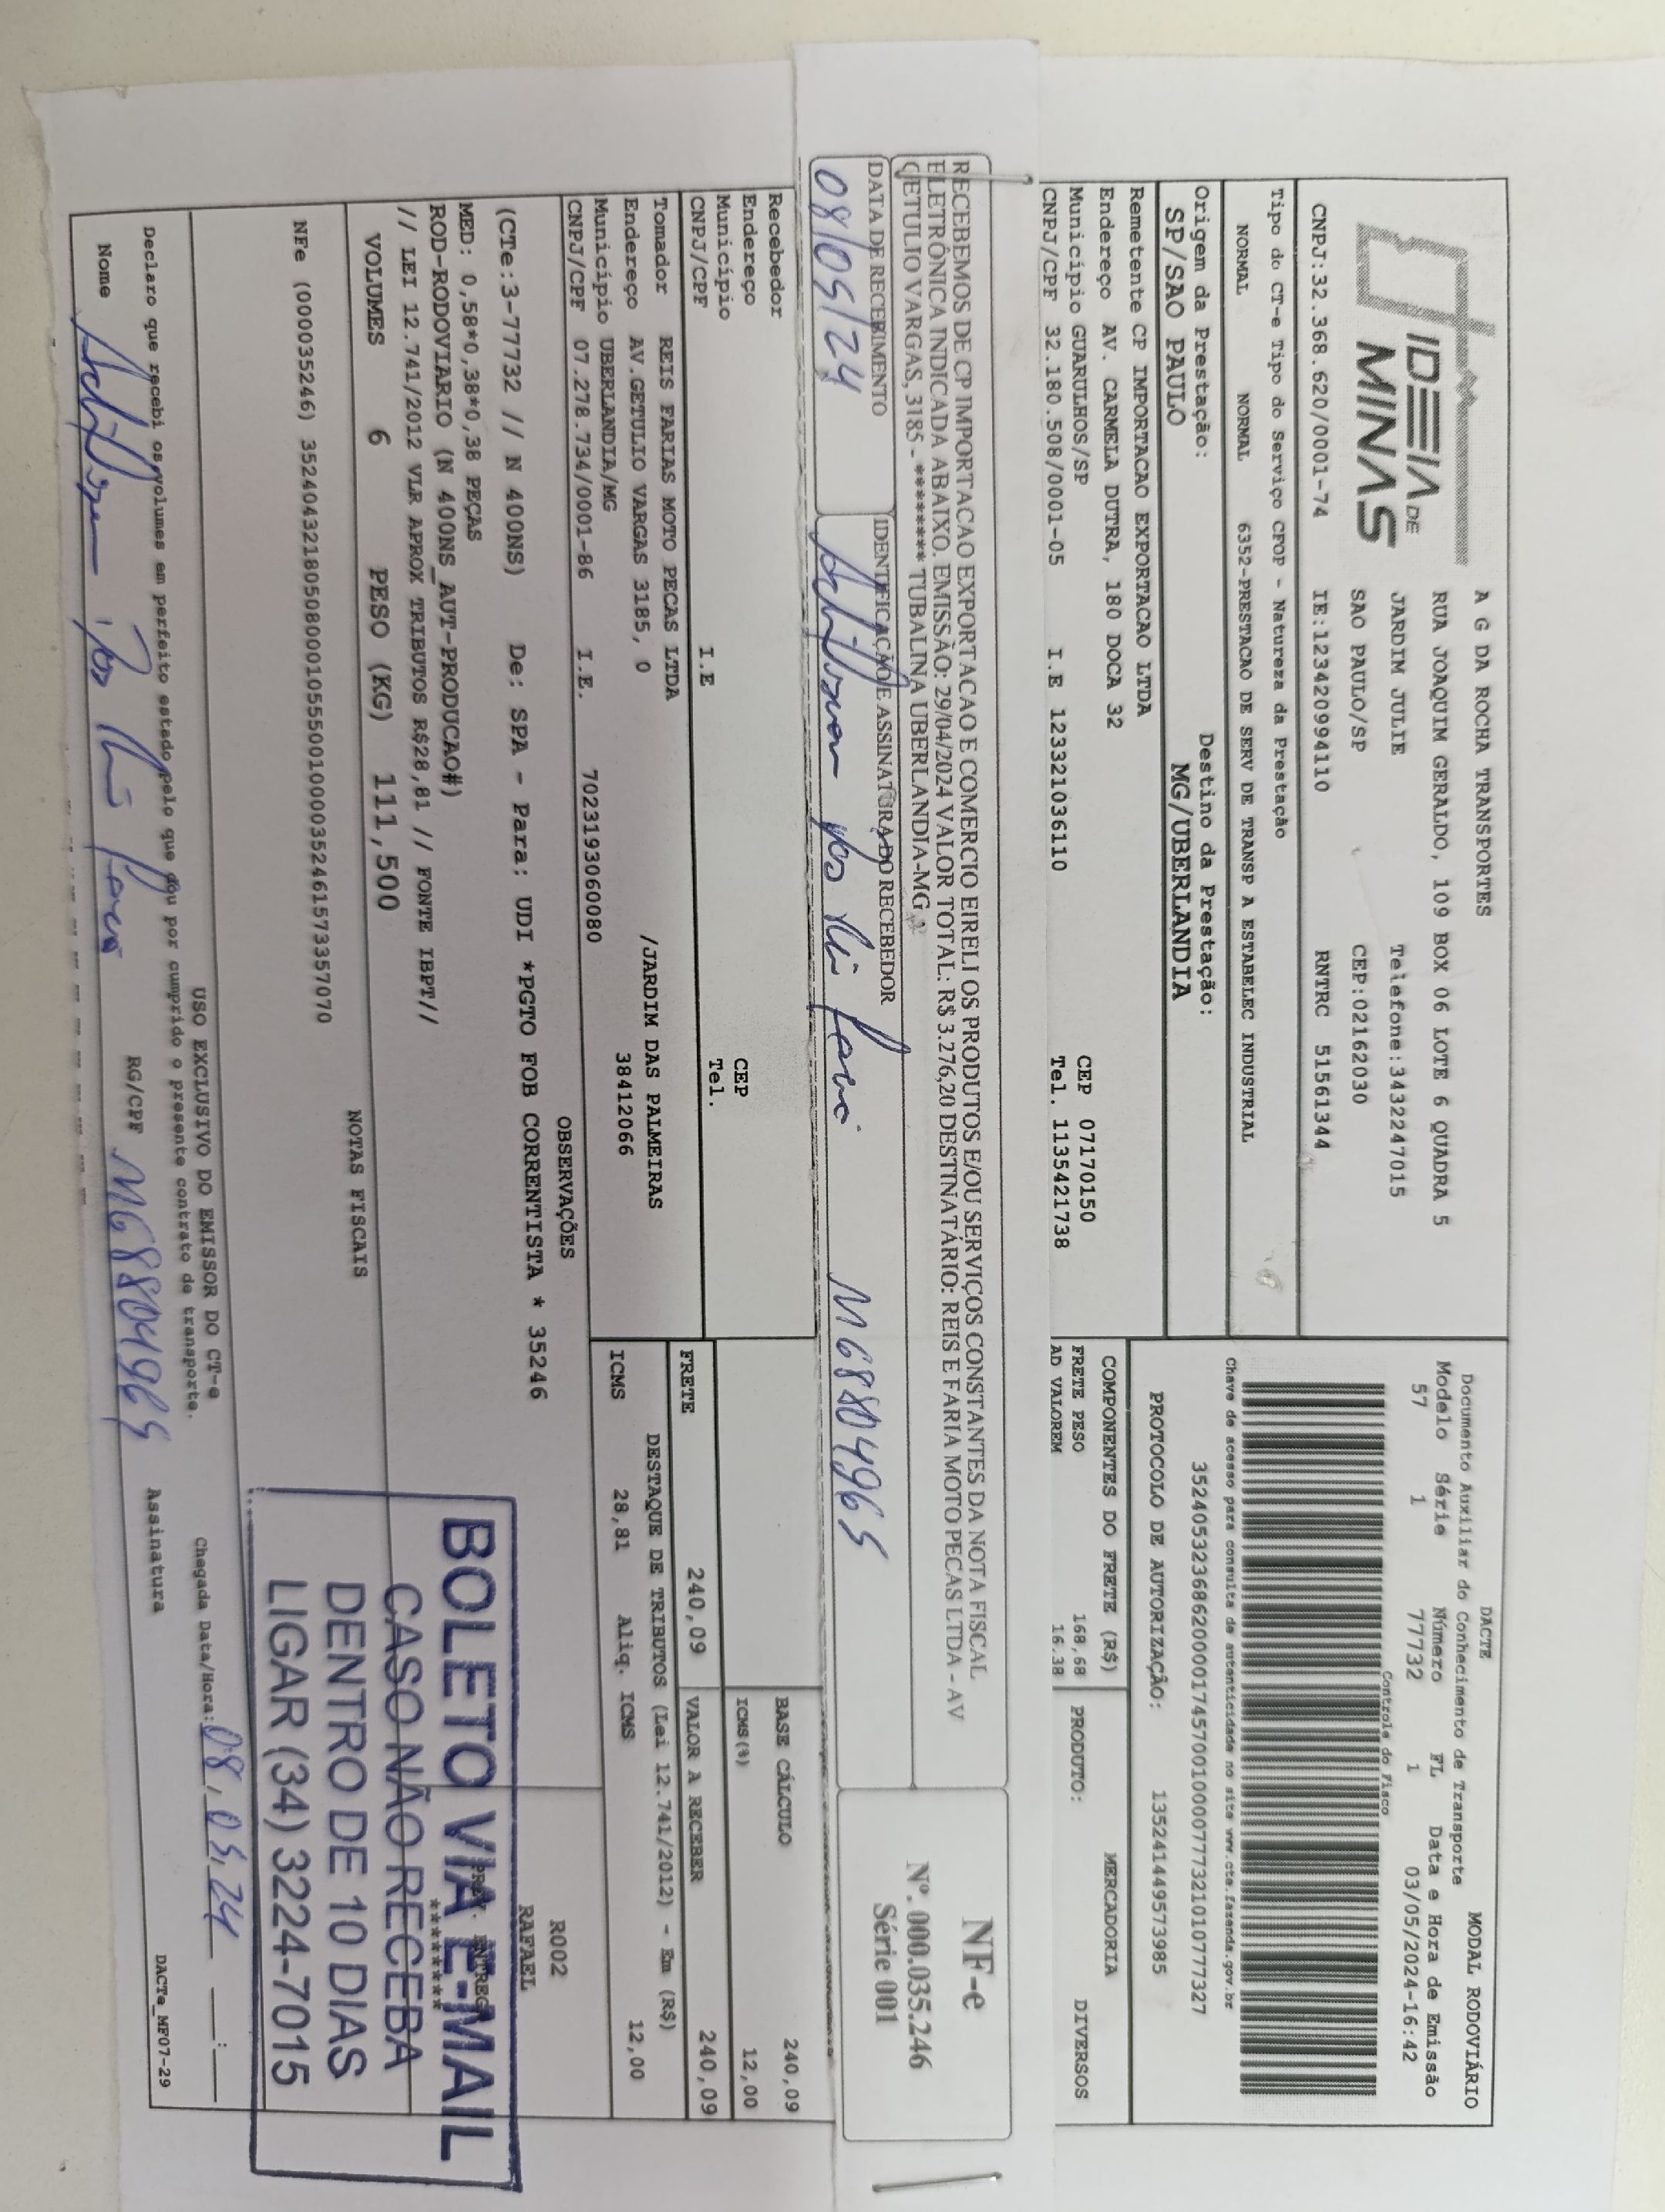 IDEIA DE
MINAS
A G DA ROCHA TRANSPORTES
RUA JOAQUIM GERALDO, 109 BOX 06 LOTE 6 QUADRA 5
JARDIM JULIE Telefone:3432247015
SAO PAULO/SP CEP:02162030
CNPJ:32.368.620/0001-74 IE:123420994110 RNTRC 51561344
DACTE MODAL RODOVIÁRIO
Documento Auxiliar do Conhecimento de Transporte
Modelo Série Número FL Data e Hora de Emissão
57 1 77732 1 03/05/2024-16:42
Controle do Fisco
Tipo do CT-e Tipo do Serviço CFOP - Natureza da Prestação
NORMAL NORMAL 6352-PRESTACAO DE SERV DE TRANSP A ESTABELEC INDUSTRIAL
Chave de acesso para consulta de autenticidade no site www.cte.fazenda.gov.br
35240532368620000174570010000777321010777327
Origem da Prestação: Destino da Prestação:
SP/SAO PAULO MG/UBERLANDIA
PROTOCOLO DE AUTORIZAÇÃO: 135241449573985
Remetente CP IMPORTACAO EXPORTACAO LTDA
Endereço AV. CARMELA DUTRA, 180 DOCA 32
Município GUARULHOS/SP CEP 07170150
CNPJ/CPF 32.180.508/0001-05 I.E 123321036110 Tel. 1135421738
COMPONENTES DO FRETE (R$) MERCADORIA
FRETE PESO 168,68 PRODUTO: DIVERSOS
AD VALOREM 16.38
RECEBEMOS DE CP IMPORTACAO EXPORTACAO E COMERCIO EIRELI OS PRODUTOS E/OU SERVIÇOS CONSTANTES DA NOTA FISCAL
ELETRÔNICA INDICADA ABAIXO. EMISSÃO: 29/04/2024 VALOR TOTAL: R$ 3.276,20 DESTINATÁRIO: REIS E FARIA MOTO PECAS LTDA - AV
GETULIO VARGAS, 3185 - ******** TUBALINA UBERLANDIA-MG
DATA DE RECEBIMENTO IDENTIFICAÇÃO E ASSINATURA DO RECEBEDOR
08/05/24
NF-e
Nº. 000.035.246
Série 001
Recebedor
Endereço
Município CEP
CNPJ/CPF I.E Tel.
BASE CÁLCULO 240,09
ICMS(%) 12,00
FRETE 240,09 VALOR A RECEBER 240,09
Tomador REIS FARIAS MOTO PECAS LTDA
Endereço AV.GETULIO VARGAS 3185, 0 /JARDIM DAS PALMEIRAS
Município UBERLANDIA/MG 38412066
CNPJ/CPF 07.278.734/0001-86 I.E. 7023193060080
DESTAQUE DE TRIBUTOS (Lei 12.741/2012) - Em (R$)
ICMS 28,81 Aliq. ICMS 12,00
OBSERVAÇÕES
(CTe:3-77732 // N 400NS) De: SPA - Para: UDI *PGTO FOB CORRENTISTA * 35246
MED: 0,58*0,38*0,38 PEÇAS
ROD-RODOVIARIO (N 400NS_AUT-PRODUCAO#)
// LEI 12.741/2012 VLR APROX TRIBUTOS R$28,81 // FONTE IBPT//
R002
RAFAEL
********
VOLUMES 6 PESO (KG) 111,500
NOTAS FISCAIS
NFe (000035246) 35240432180508000105550010000352461573357070
BOLETO VIA E-MAIL
CASO NÃO RECEBA
DENTRO DE 10 DIAS
LIGAR (34) 3224-7015
USO EXCLUSIVO DO EMISSOR DO CT-e
Declaro que recebi os volumes em perfeito estado pelo que dou por cumprido o presente contrato de transporte.
Chegada Data/Hora: 08,05,24 __:__
Nome RG/CPF Assinatura
DACTe_MF07-29